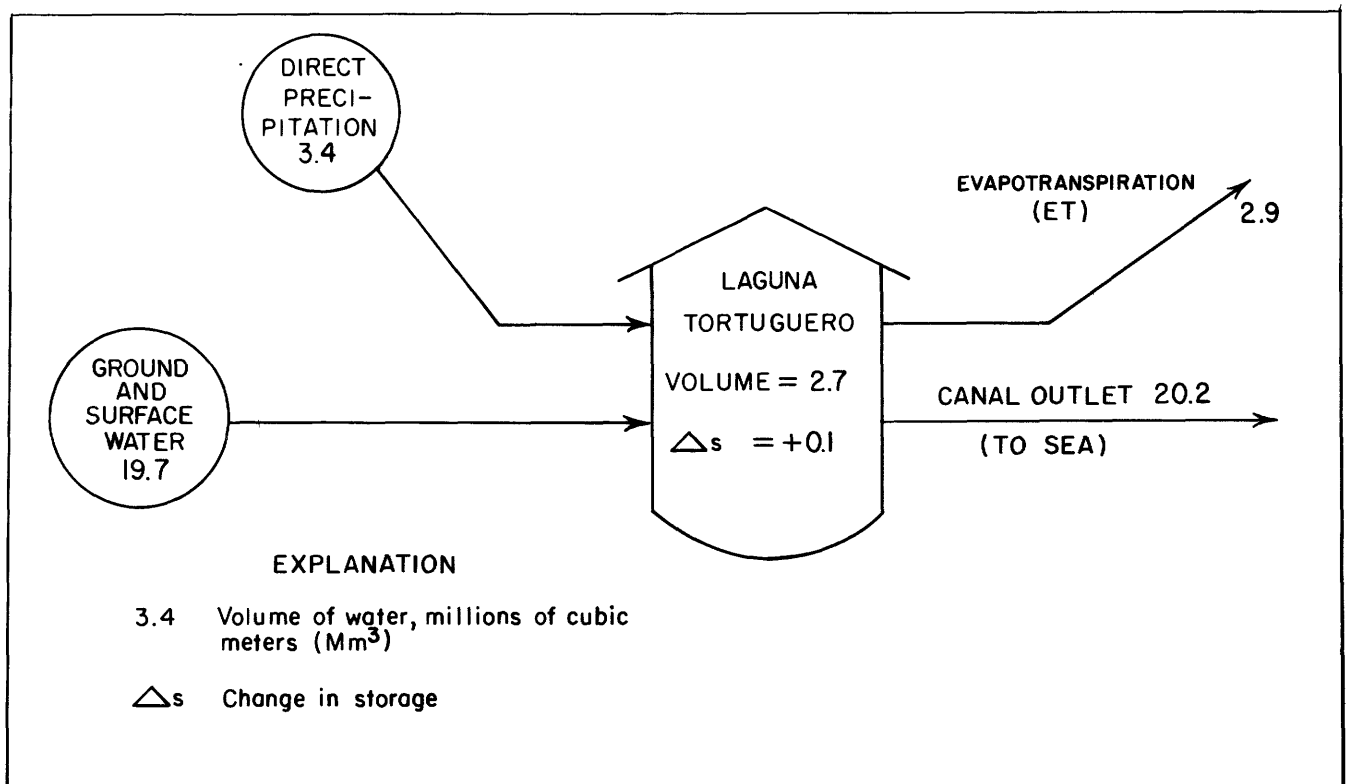 DIRECT
PRECI-
PITATION
3.4
GROUND
AND
SURFACE
WATER
19.7
LAGUNA
TORTUGUERO
VOLUME = 2.7
△s = +0.1
EVAPOTRANSPIRATION
(ET)
2.9
CANAL OUTLET 20.2
(TO SEA)
EXPLANATION
3.4 Volume of water, millions of cubic
meters (Mm³)
△s Change in storage